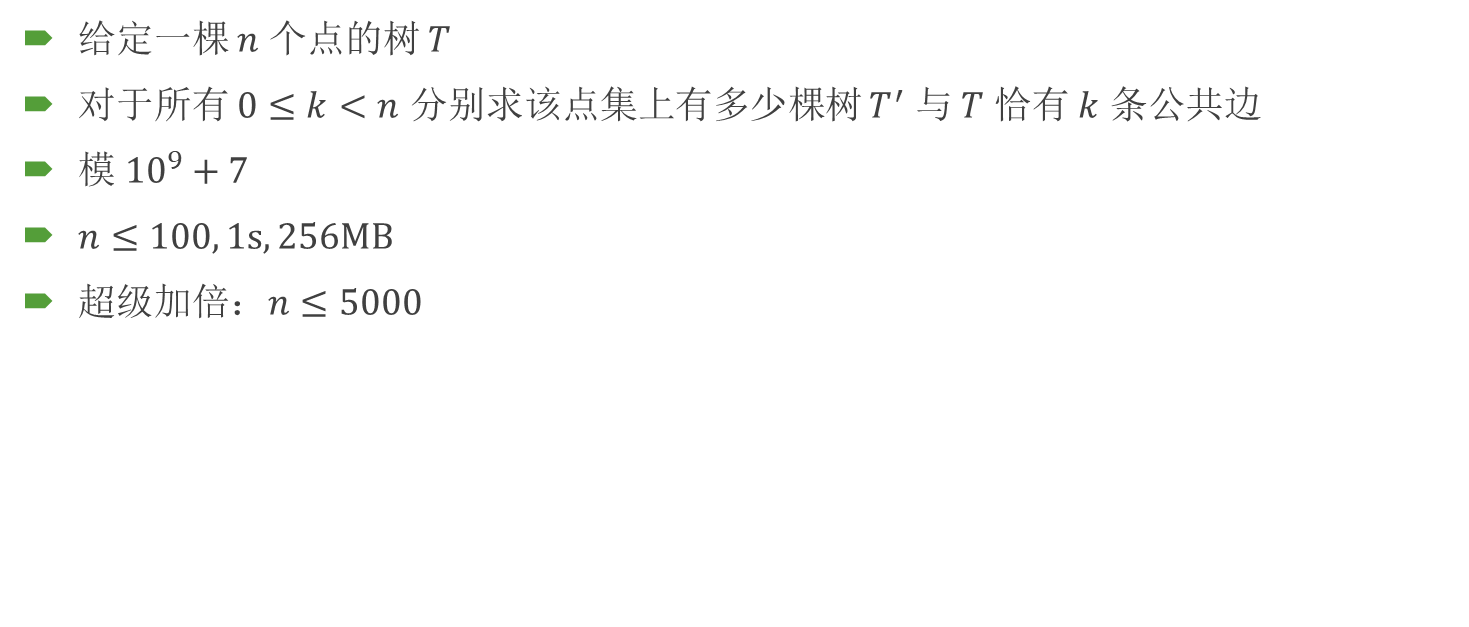 给定一棵 n 个点的树 T
对于所有 0 ≤ k < n 分别求该点集上有多少棵树 T′ 与 T 恰有 k 条公共边
模 10⁹ + 7
n ≤ 100, 1s, 256MB
超级加倍：n ≤ 5000